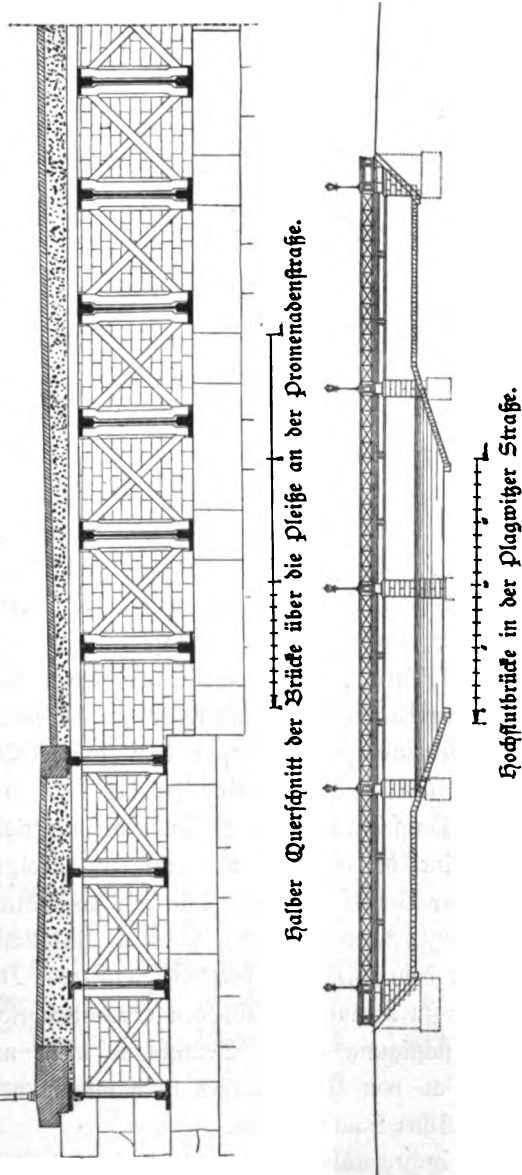 Halber Querschnitt der Brücke über die Pleiße an der Promenadenstraße.
Hochflutbrücke in der Plagwitzer Straße.